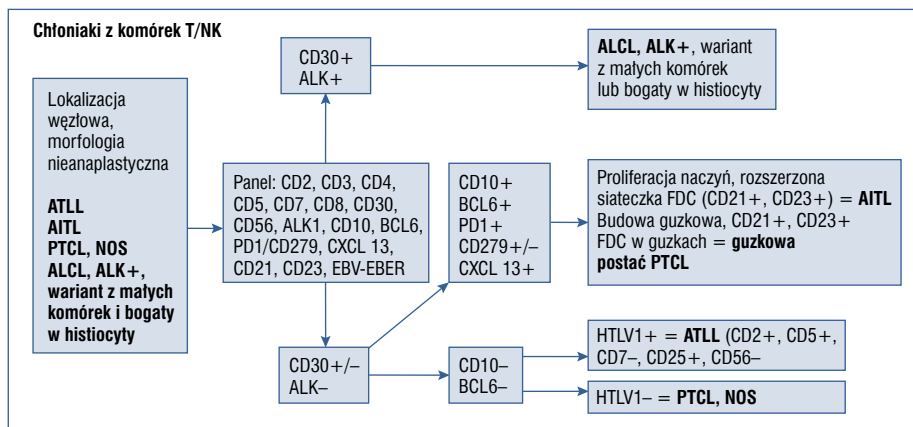 Chłoniaki z komórek T/NK
Lokalizacja
węzłowa,
morfologia
nieanaplastyczna
ATLL
AITL
PTCL, NOS
ALCL, ALK+,
wariant z małych
komórek i bogaty
w histiocyty
CD30+
ALK+
ALCL, ALK+, wariant
z małych komórek
lub bogaty w histiocyty
Panel: CD2, CD3, CD4,
CD5, CD7, CD8, CD30,
CD56, ALK1, CD10, BCL6,
PD1/CD279, CXCL 13,
CD21, CD23, EBV-EBER
CD10+
BCL6+
PD1+
CD279+/–
CXCL 13+
Proliferacja naczyń, rozszerzona
siateczka FDC (CD21+, CD23+) = AITL
Budowa guzkowa, CD21+, CD23+
FDC w guzkach = guzkowa
postać PTCL
CD30+/–
ALK–
CD10–
BCL6–
HTLV1+ = ATLL (CD2+, CD5+,
CD7–, CD25+, CD56–
HTLV1– = PTCL, NOS